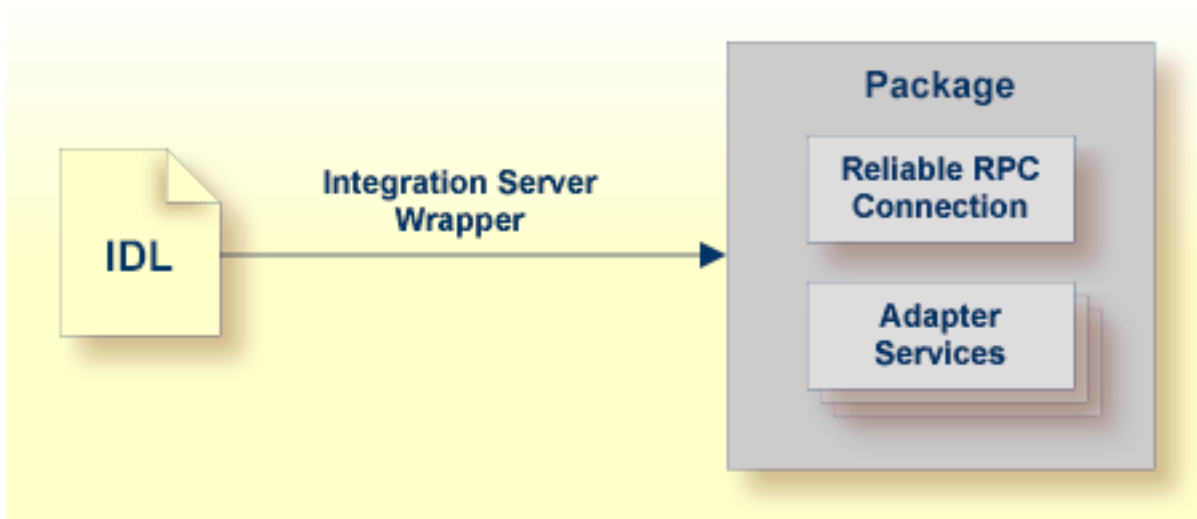 IDL
Integration Server
Wrapper
Package
Reliable RPC
Connection
Adapter
Services